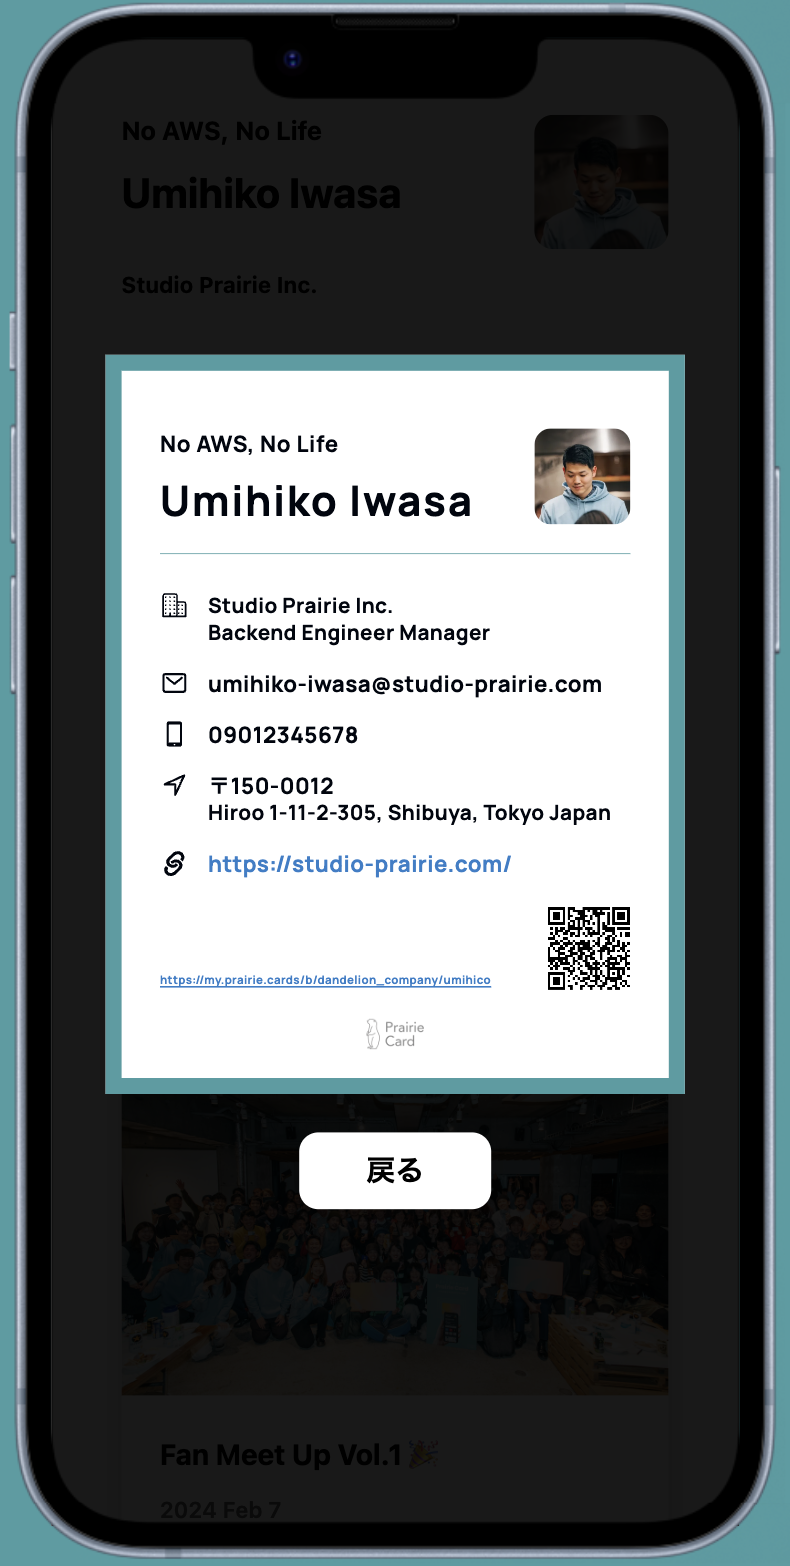 No AWS, No Life
Umihiko Iwasa
Studio Prairie Inc.
No AWS, No Life
Umihiko Iwasa
Studio Prairie Inc.
Backend Engineer Manager
umihiko-iwasa@studio-prairie.com
09012345678
〒150-0012
Hiroo 1-11-2-305, Shibuya, Tokyo Japan
https://studio-prairie.com/
https://my.prairie.cards/b/dandelion_company/umihico
Prairie
Card
戻る
Fan Meet Up Vol.1 🎉
2024 Feb 7